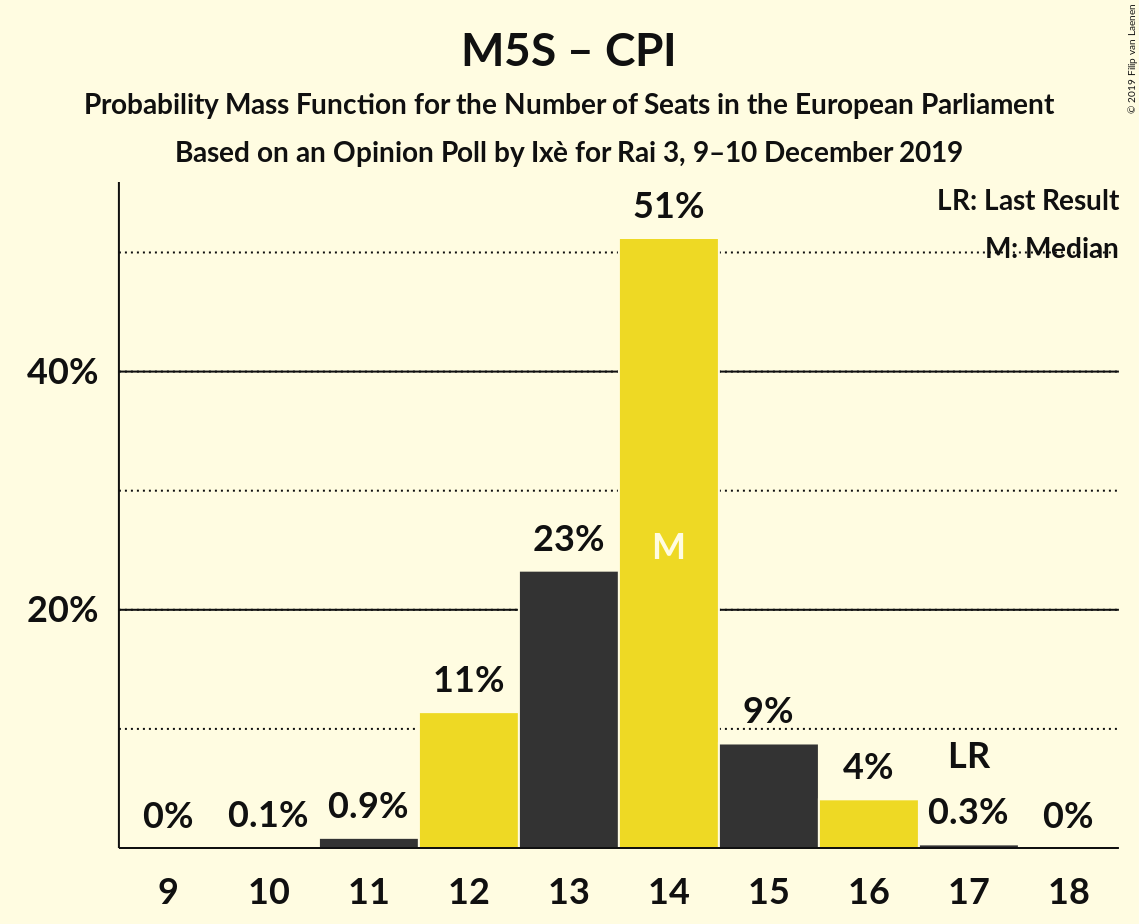 M5S – CPI
Probability Mass Function for the Number of Seats in the European Parliament
Based on an Opinion Poll by Ixè for Rai 3, 9–10 December 2019
© 2019 Filip van Laenen
LR: Last Result
M: Median
51%
40%
23%
M
20%
11%
9%
4%
LR
0%
0.1%
0.9%
0.3%
0%
9 10 11 12 13 14 15 16 17 18